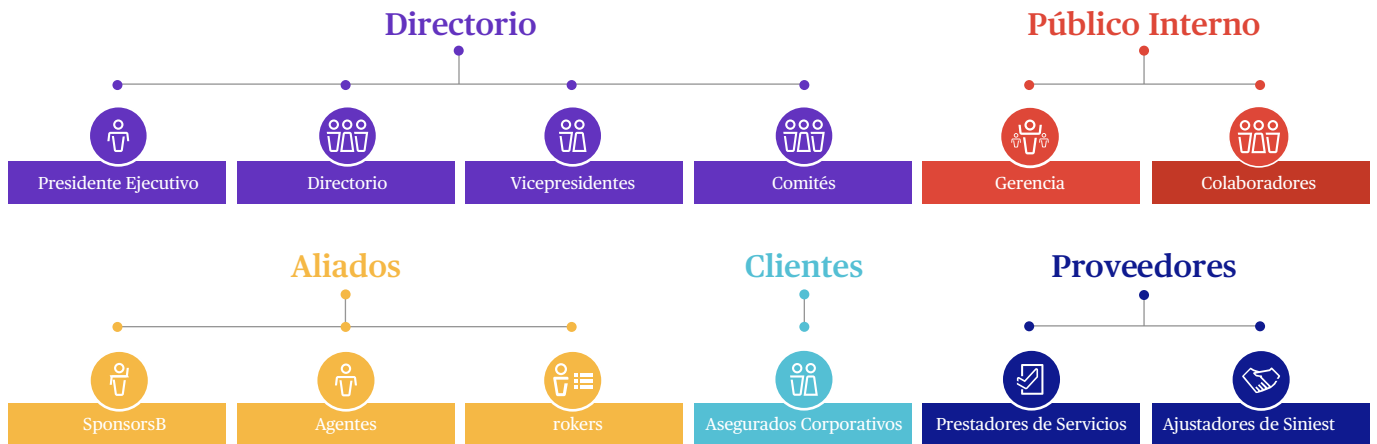 Directorio
Público Interno
Presidente Ejecutivo
Directorio
Vicepresidentes
Comités
Gerencia
Colaboradores
Aliados
Clientes
Proveedores
SponsorsB
Agentes
rokers
Asegurados Corporativos
Prestadores de Servicios
Ajustadores de Siniest